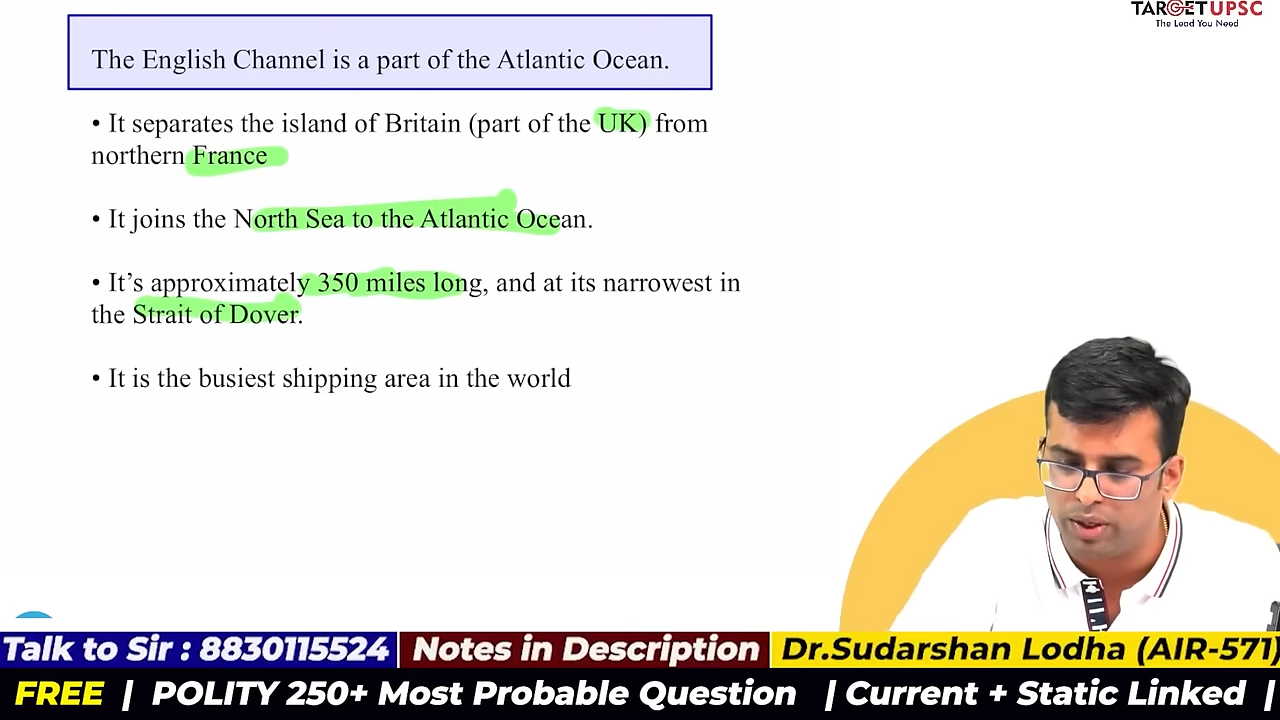 TARGET UPSC
The Lead You Need
The English Channel is a part of the Atlantic Ocean.
• It separates the island of Britain (part of the UK) from
northern France
• It joins the North Sea to the Atlantic Ocean.
• It’s approximately 350 miles long, and at its narrowest in
the Strait of Dover.
• It is the busiest shipping area in the world
Talk to Sir : 8830115524 Notes in Description Dr.Sudarshan Lodha (AIR-571)
FREE | POLITY 250+ Most Probable Question | Current + Static Linked |